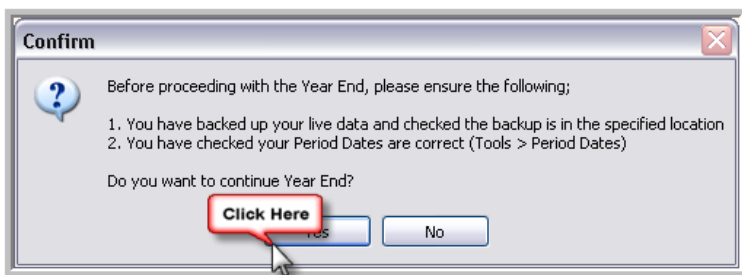 Confirm
Before proceeding with the Year End, please ensure the following;
1. You have backed up your live data and checked the backup is in the specified location
2. You have checked your Period Dates are correct (Tools > Period Dates)
Do you want to continue Year End?
Click Here
Yes
No